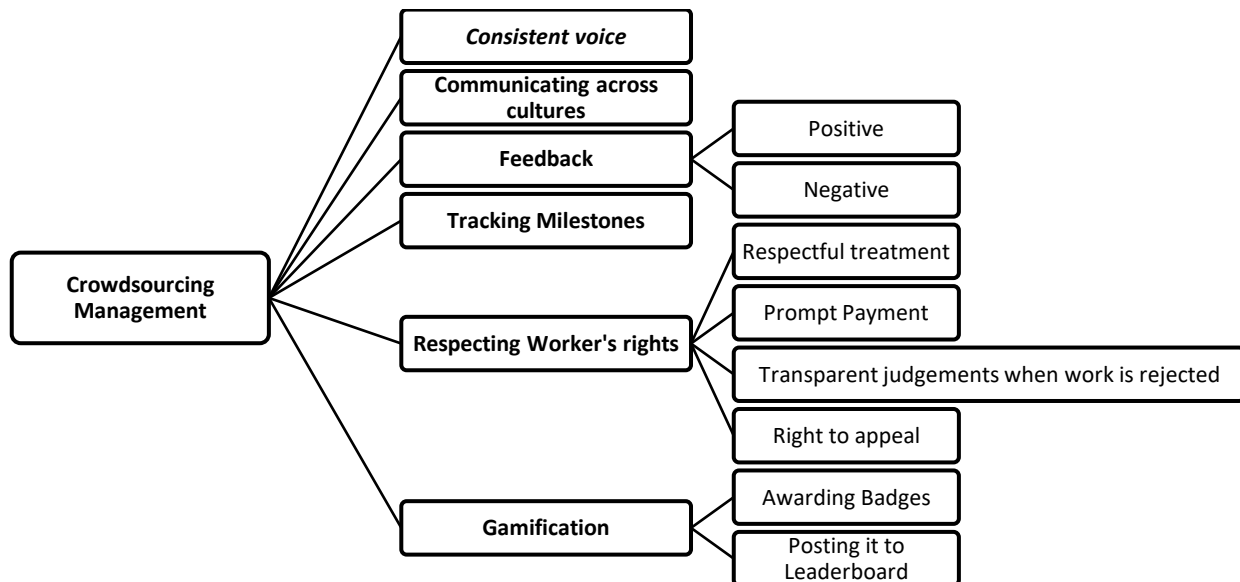 Consistent voice
Communicating across
cultures
Feedback
Positive
Negative
Tracking Milestones
Crowdsourcing
Management
Respecting Worker's rights
Respectful treatment
Prompt Payment
Transparent judgements when work is rejected
Right to appeal
Gamification
Awarding Badges
Posting it to
Leaderboard